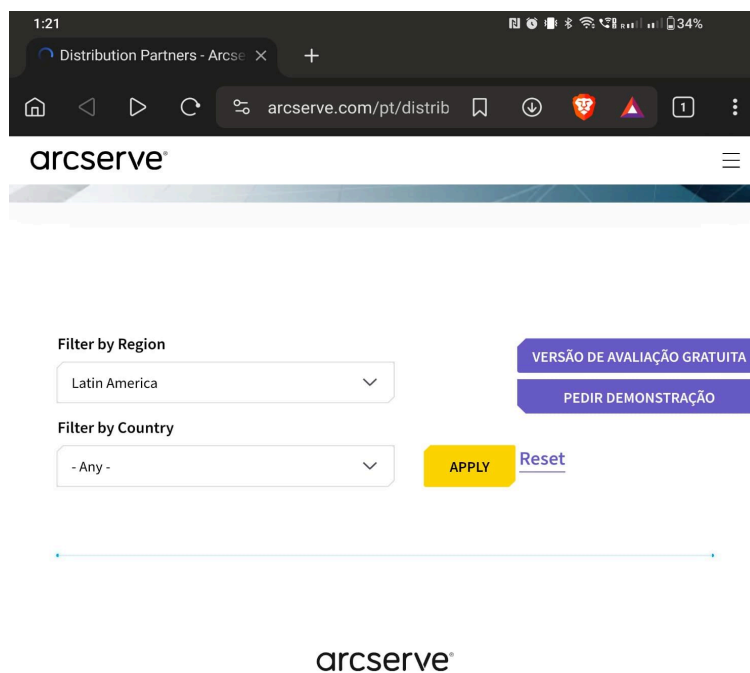 1:21
34%
Distribution Partners - Arcse
arcserve.com/pt/distrib
1
arcserve®
Filter by Region
Latin America
VERSÃO DE AVALIAÇÃO GRATUITA
PEDIR DEMONSTRAÇÃO
Filter by Country
- Any -
APPLY
Reset
arcserve®